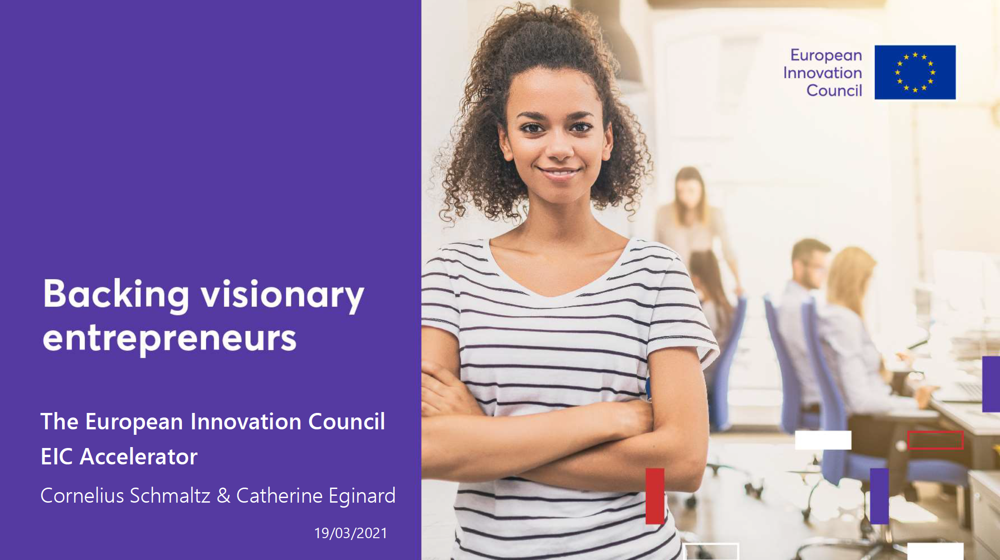 European
Innovation
Council
Backing visionary
entrepreneurs
The European Innovation Council
EIC Accelerator
Cornelius Schmaltz & Catherine Eginard
19/03/2021